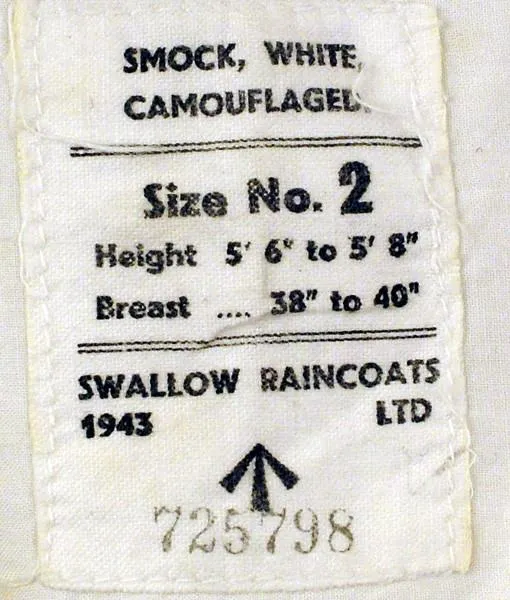 SMOCK, WHITE,
CAMOUFLAGED.
Size No. 2
Height 5' 6" to 5' 8"
Breast .... 38" to 40"
SWALLOW RAINCOATS
1943 LTD
725798